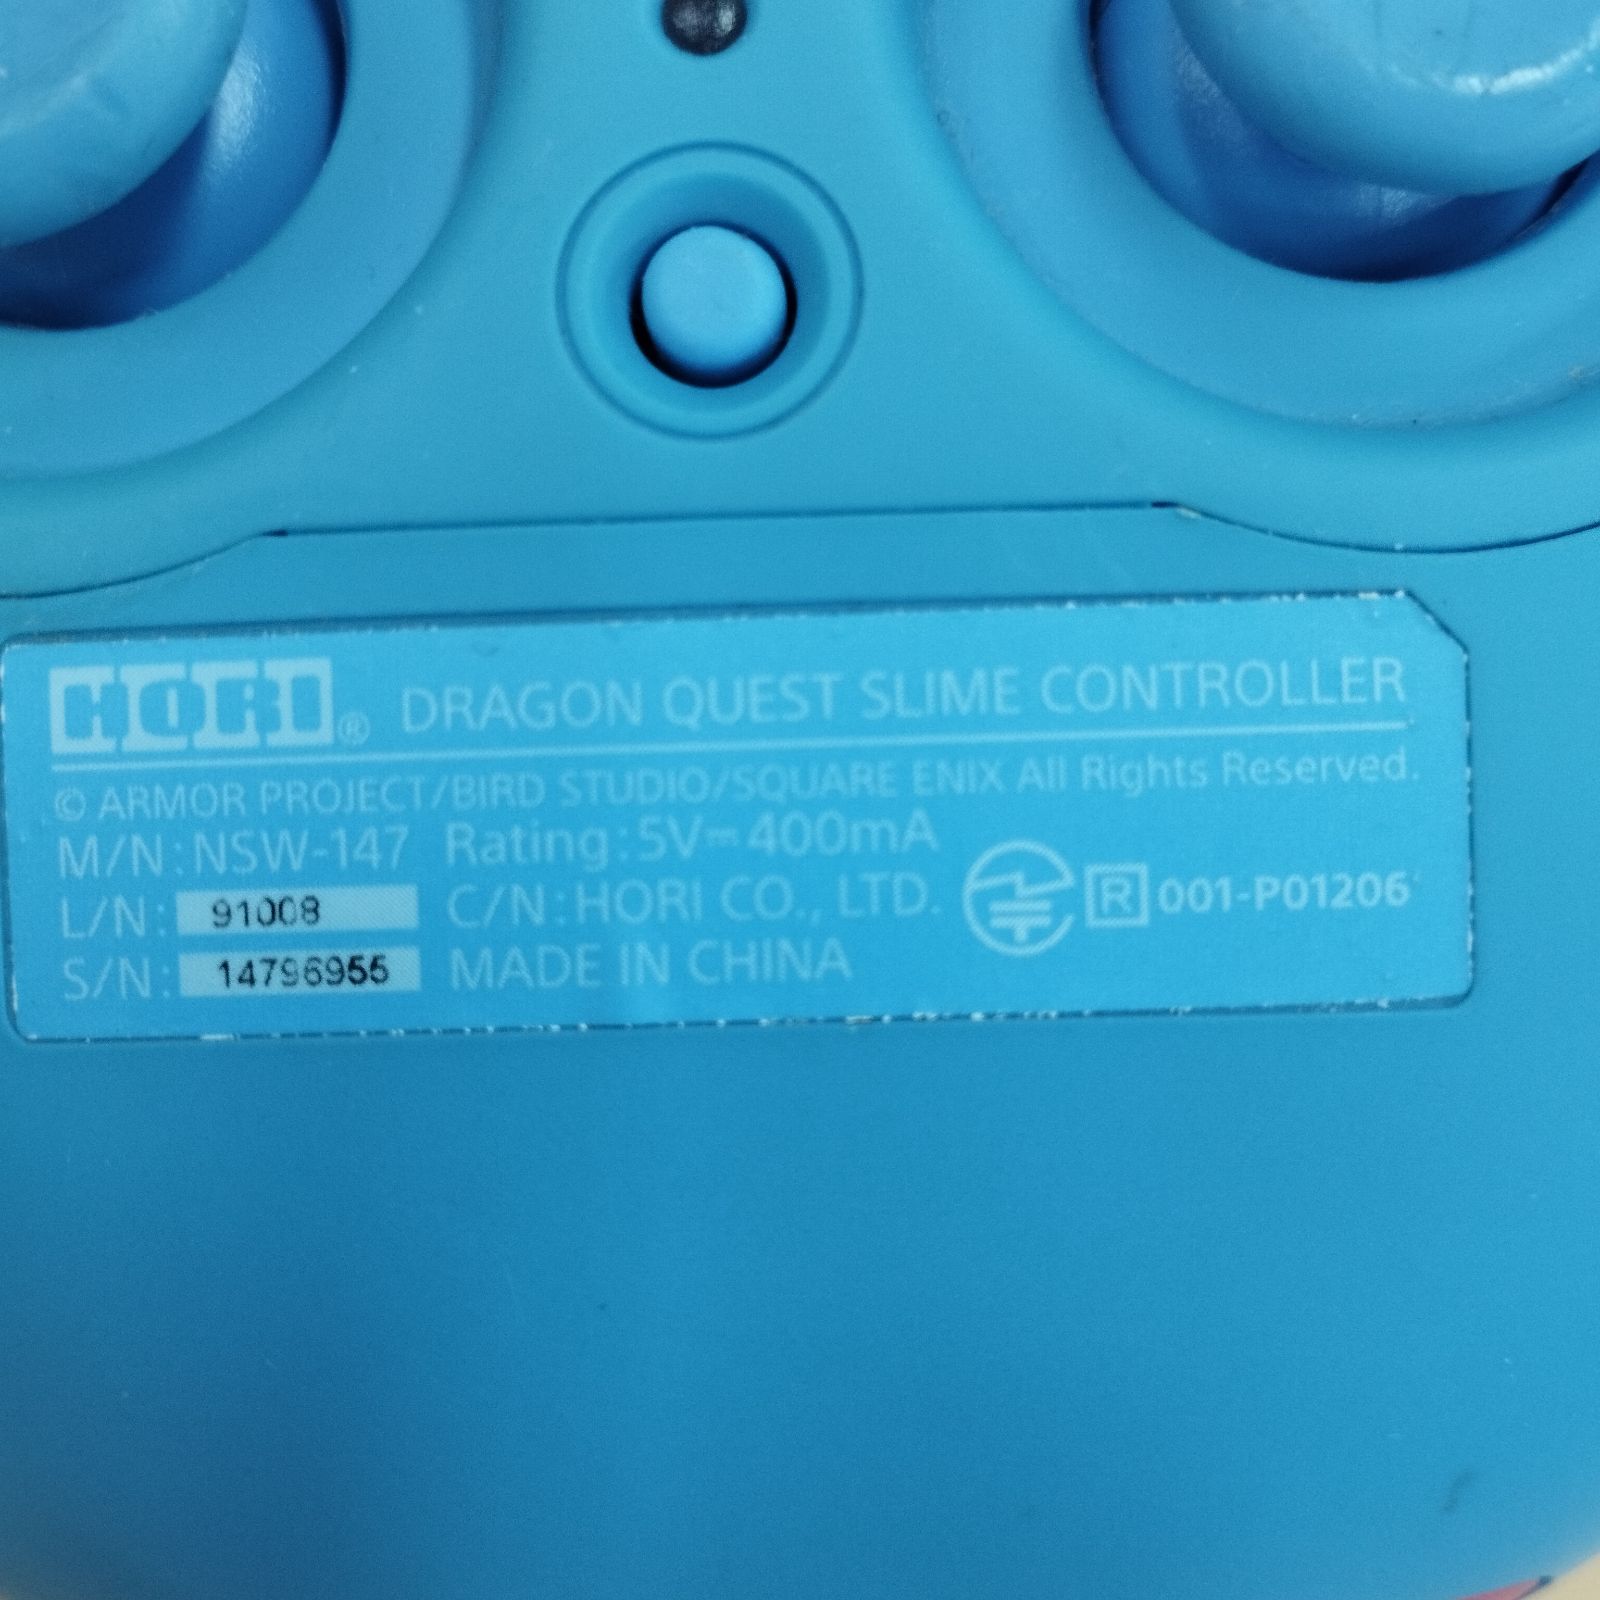 HORI® DRAGON QUEST SLIME CONTROLLER
© ARMOR PROJECT/BIRD STUDIO/SQUARE ENIX All Rights Reserved.
M/N:NSW-147 Rating:5V⎓400mA
L/N: 91008 C/N:HORI CO., LTD. R 001-P01206
S/N: 14796955 MADE IN CHINA